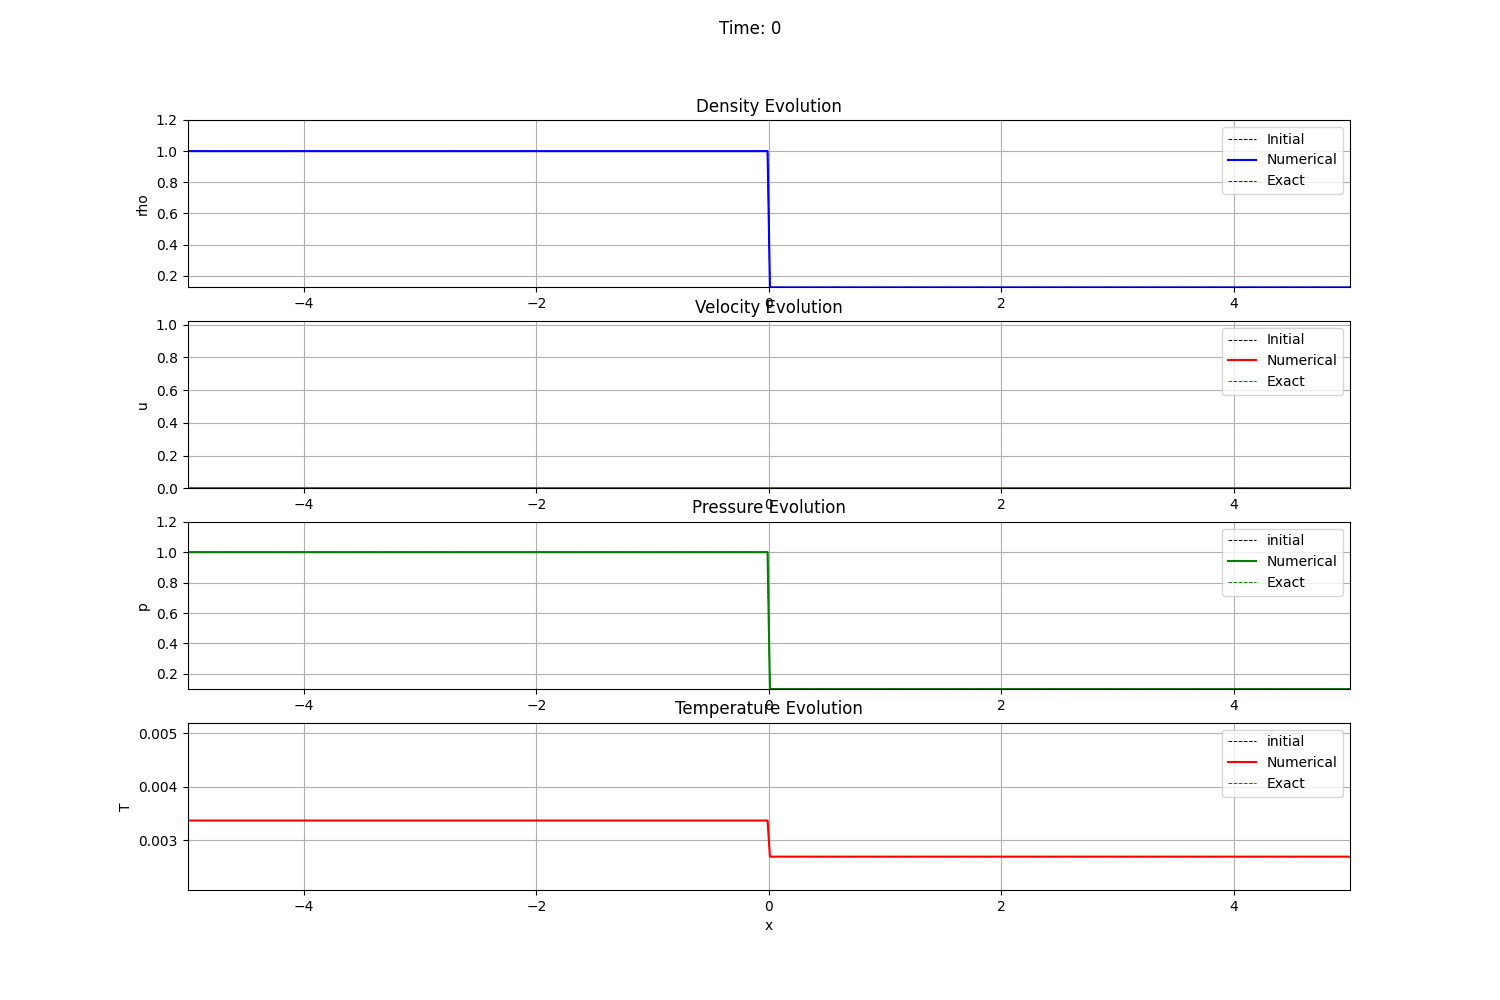 Time: 0
Density Evolution
1.2
1.0
0.8
0.6
0.4
0.2
rho
Initial
Numerical
Exact
−4 −2 0 2 4
Velocity Evolution
1.0
0.8
0.6
0.4
0.2
0.0
u
Initial
Numerical
Exact
−4 −2 0 2 4
Pressure Evolution
1.2
1.0
0.8
0.6
0.4
0.2
p
initial
Numerical
Exact
−4 −2 0 2 4
Temperature Evolution
0.005
0.004
0.003
T
initial
Numerical
Exact
−4 −2 0 2 4
x